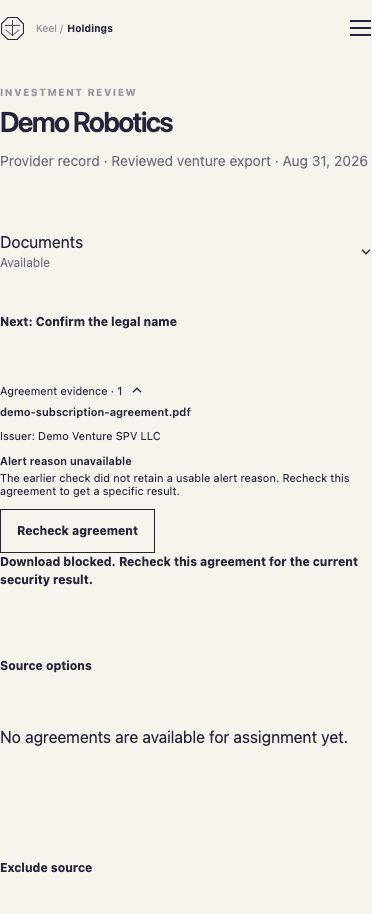 Keel / Holdings
INVESTMENT REVIEW
Demo Robotics
Provider record · Reviewed venture export · Aug 31, 2026
Documents
Available
Next: Confirm the legal name
Agreement evidence · 1
demo-subscription-agreement.pdf
Issuer: Demo Venture SPV LLC
Alert reason unavailable
The earlier check did not retain a usable alert reason. Recheck this
agreement to get a specific result.
Recheck agreement
Download blocked. Recheck this agreement for the current
security result.
Source options
No agreements are available for assignment yet.
Exclude source